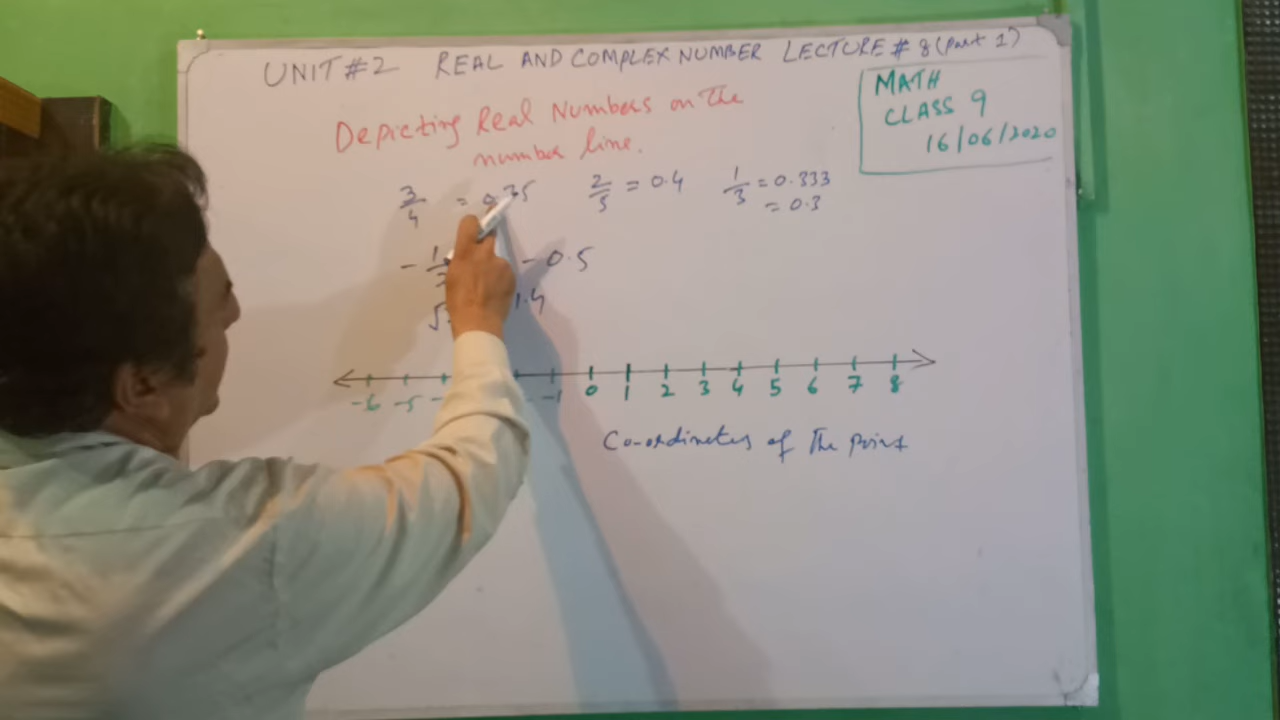 UNIT #2 REAL AND COMPLEX NUMBER LECTURE # 8 (Part 1)
MATH
CLASS 9
16/06/2020
Depicting Real Numbers on The
number line.
3/4 = 0.75 2/5 = 0.4 1/3 = 0.333
= 0.3
-0.5
1.4
-6 -5 -1 0 1 2 3 4 5 6 7 8
Co-ordinates of The point